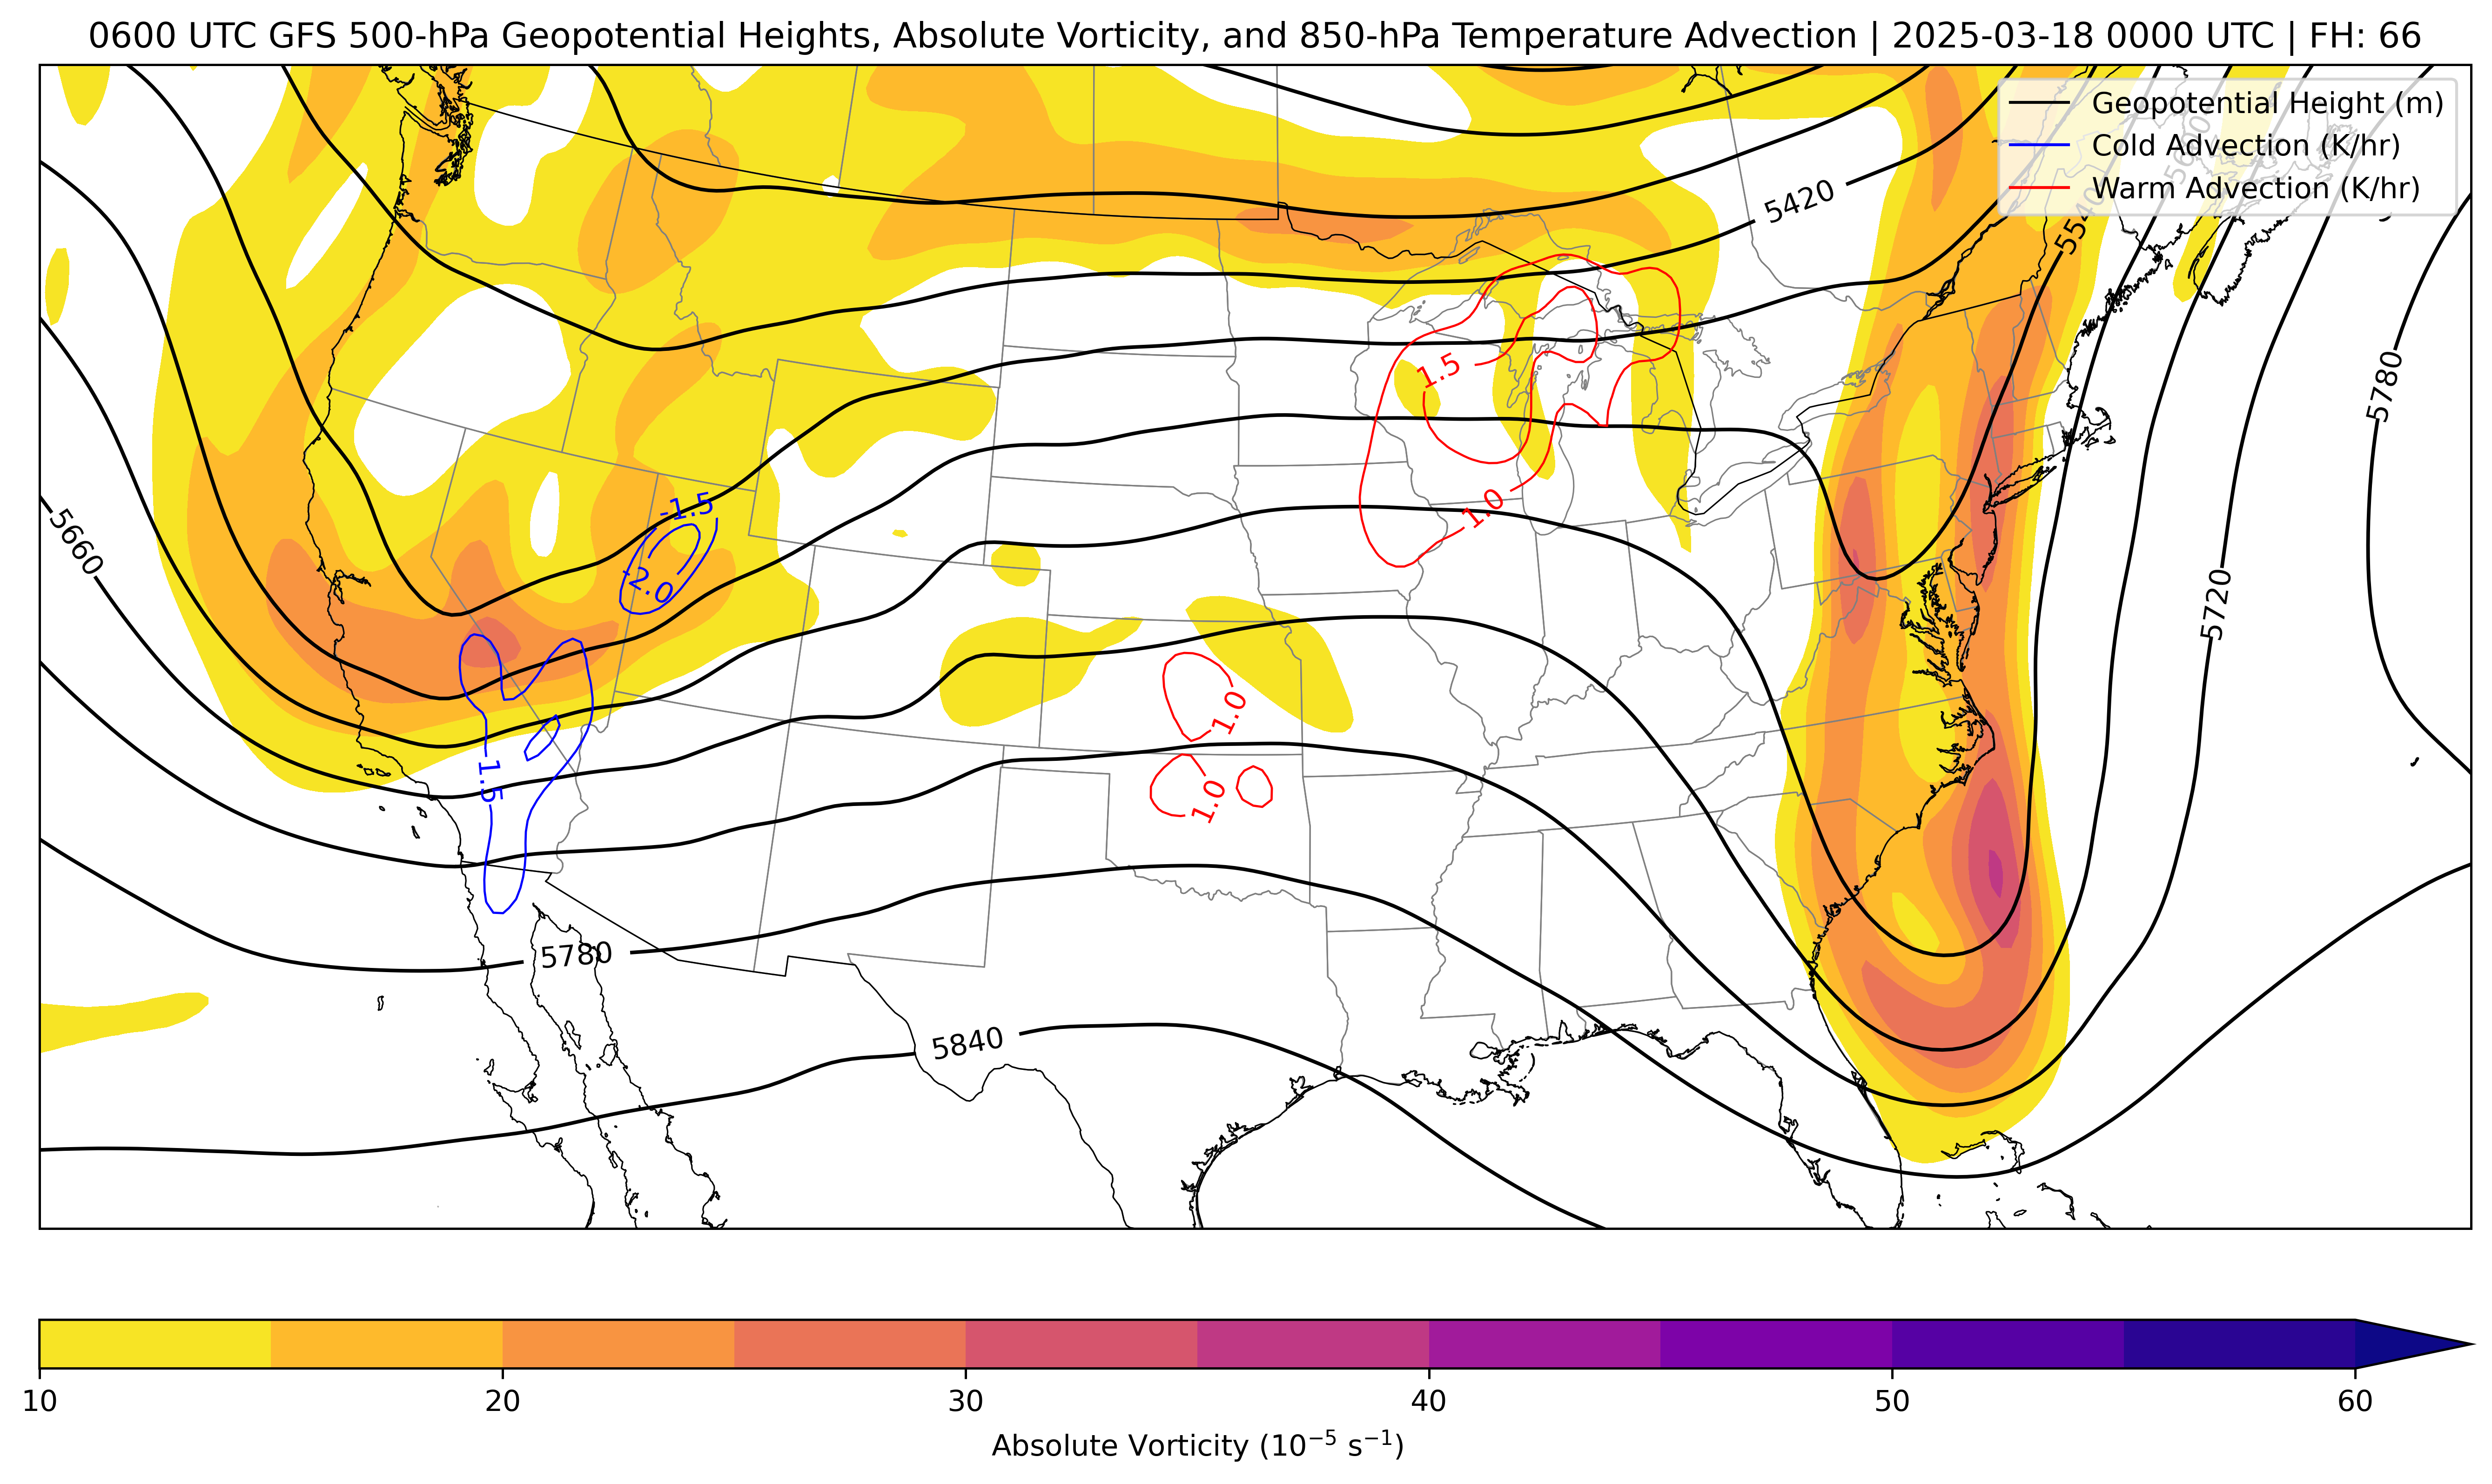 0600 UTC GFS 500-hPa Geopotential Heights, Absolute Vorticity, and 850-hPa Temperature Advection | 2025-03-18 0000 UTC | FH: 66
Geopotential Height (m)
Cold Advection (K/hr)
Warm Advection (K/hr)
5420
5540
5780
1.5
-1.5
1.0
5660
-2.0
5720
1.0
-1.5
1.0
5780
5840
10 20 30 40 50 60
Absolute Vorticity (10⁻⁵ s⁻¹)